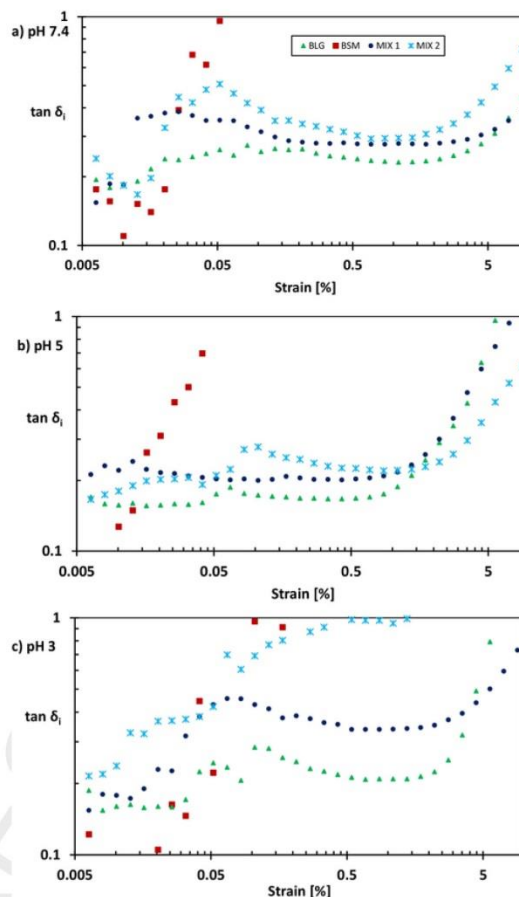 a) pH 7.4
1
BLG BSM MIX 1 MIX 2
tan δi
0.1
0.005 0.05 0.5 5
Strain [%]
1
b) pH 5
tan δi
0.1
0.005 0.05 0.5 5
Strain [%]
1
c) pH 3
tan δi
0.1
0.005 0.05 0.5 5
Strain [%]